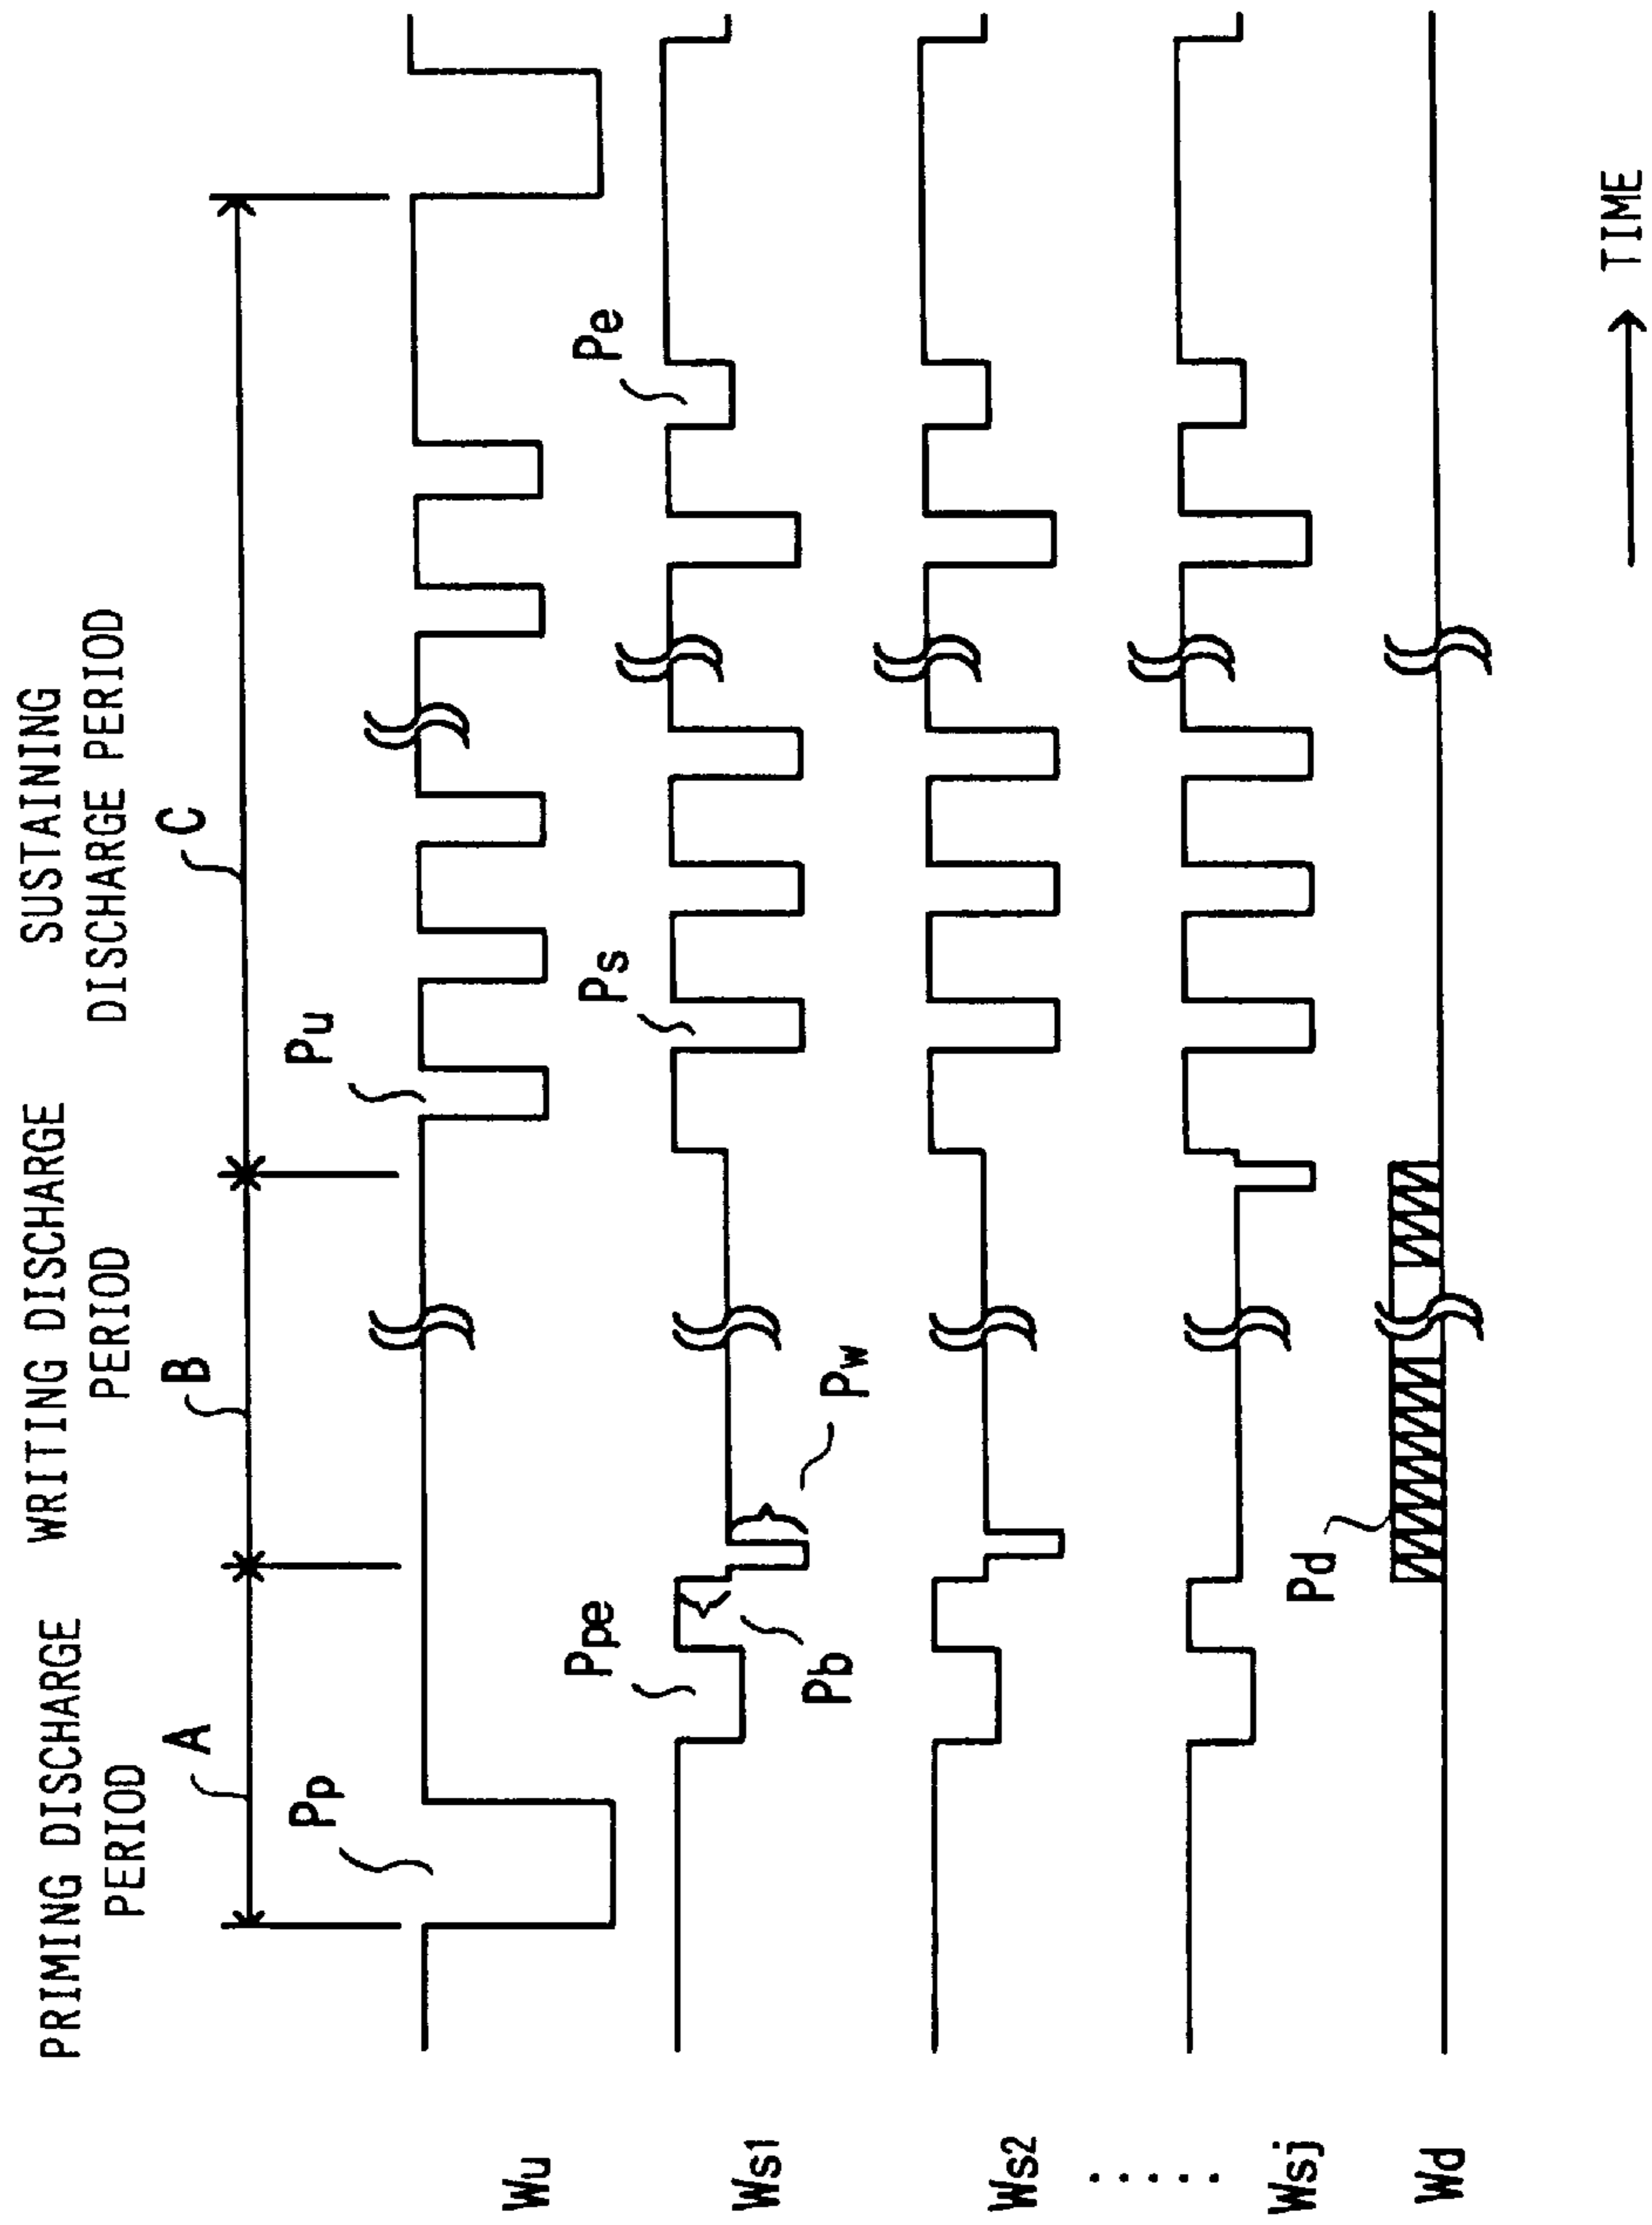 PRIMING DISCHARGE
PERIOD
WRITING DISCHARGE
PERIOD
SUSTAINING
DISCHARGE PERIOD
A
B
C
Pp
Pu
Wu
Ppe
Ps
Pe
Pb
Pw
Ws1
Ws2
.....
Wsj
Pd
Wd
TIME